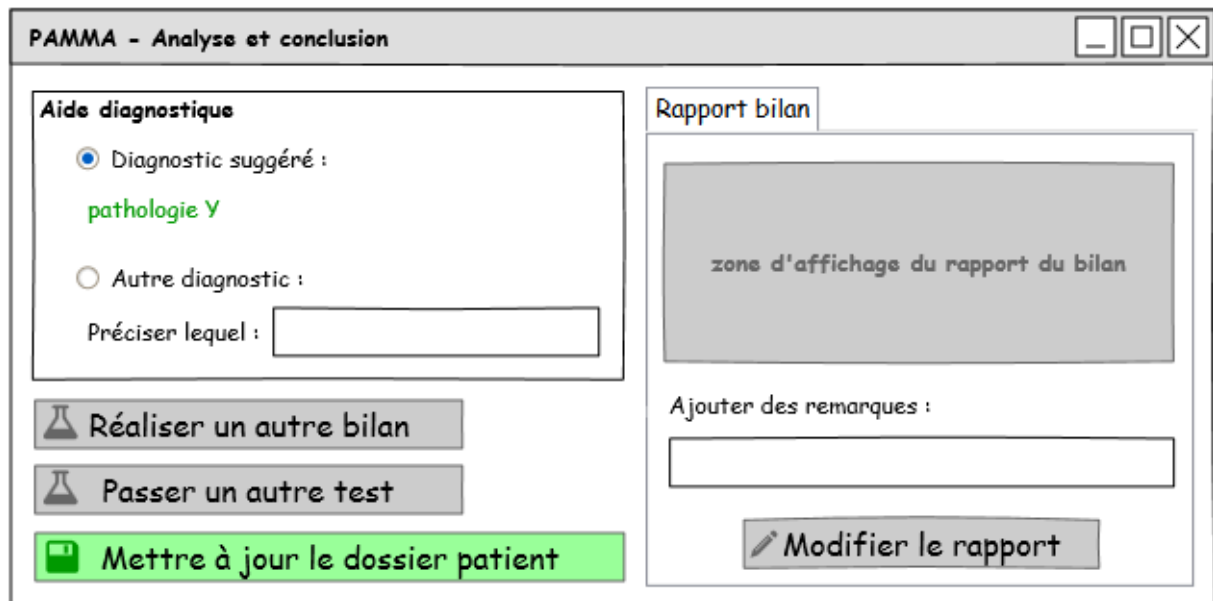 PAMMA - Analyse et conclusion
Aide diagnostique
Diagnostic suggéré :
pathologie Y
Autre diagnostic :
Préciser lequel :
Réaliser un autre bilan
Passer un autre test
Mettre à jour le dossier patient
Rapport bilan
zone d'affichage du rapport du bilan
Ajouter des remarques :
Modifier le rapport